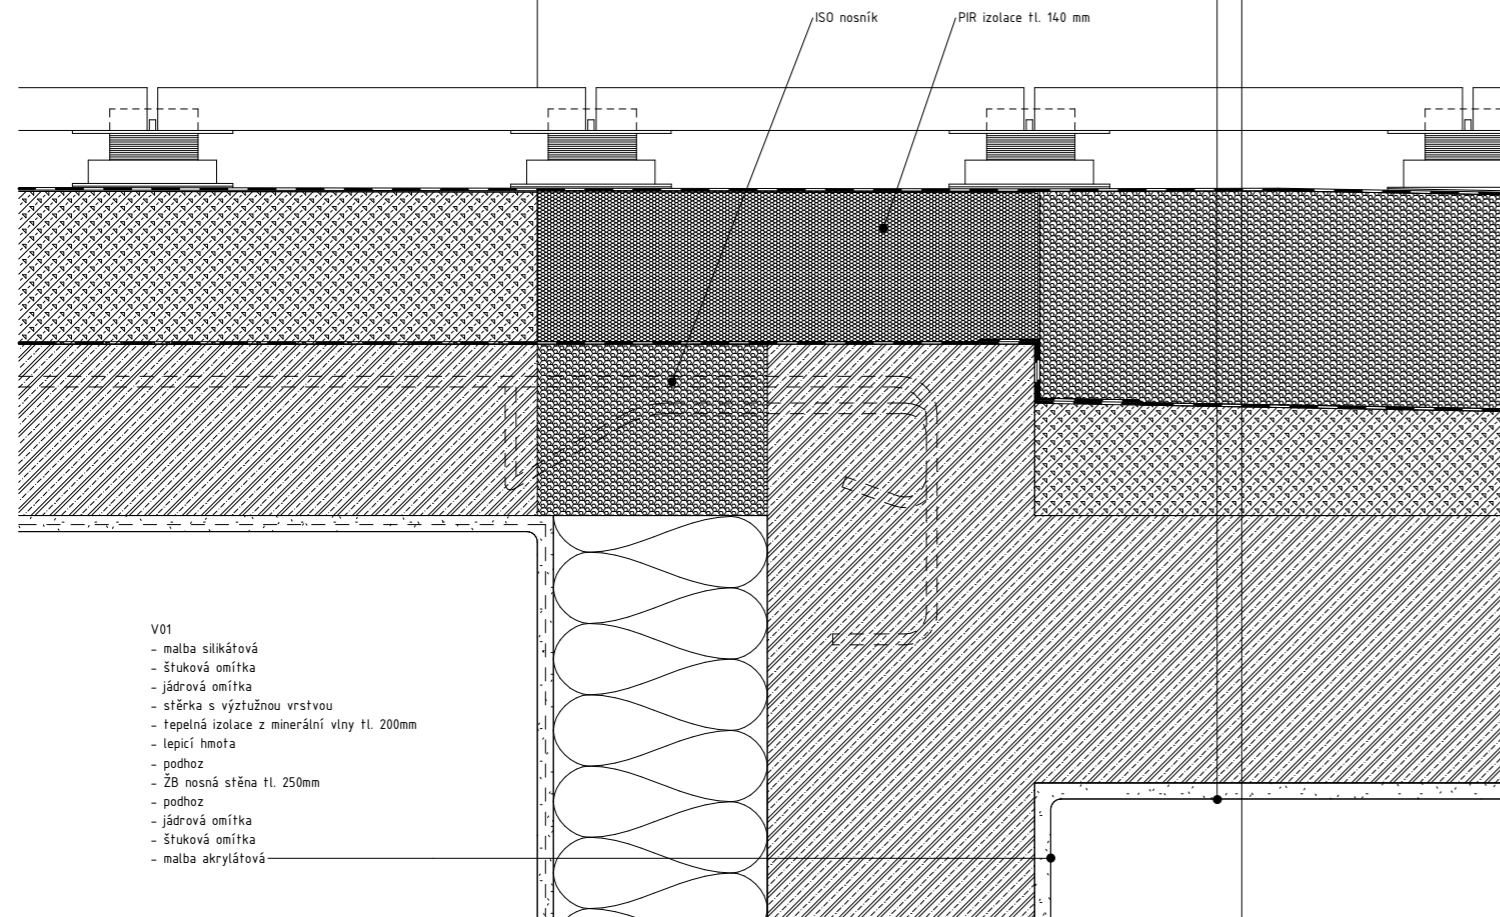 ISO nosník
PIR izolace tl. 140 mm
V01
- malba silikátová
- štuková omítka
- jádrová omítka
- stěrka s výztužnou vrstvou
- tepelná izolace z minerální vlny tl. 200mm
- lepicí hmota
- podhoz
- ŽB nosná stěna tl. 250mm
- podhoz
- jádrová omítka
- štuková omítka
- malba akrylátová